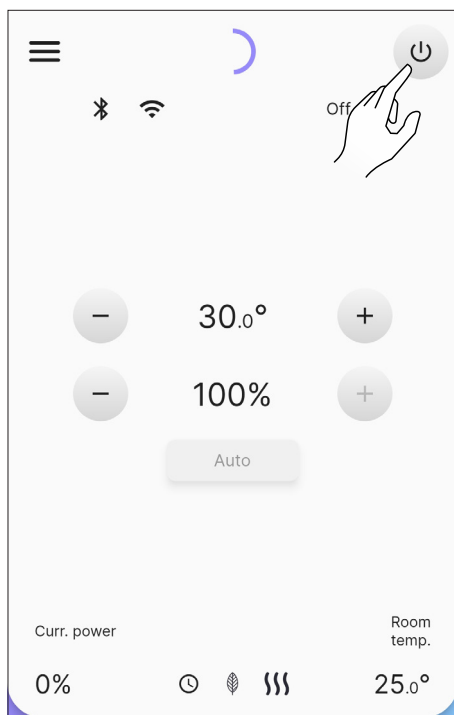 Off
− 30.0° +
− 100% +
Auto
Curr. power
Room
temp.
0%
25.0°